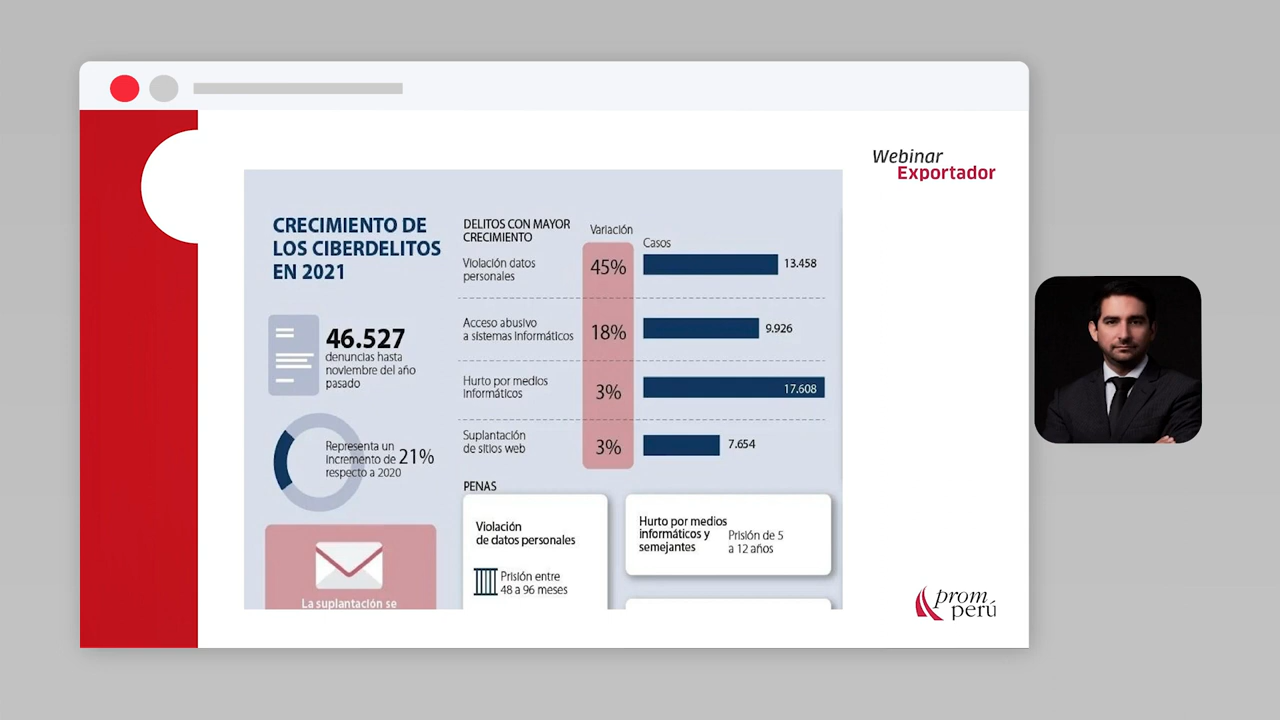 Webinar
Exportador
CRECIMIENTO DE
LOS CIBERDELITOS
EN 2021
46.527
denuncias hasta
noviembre del año
pasado
Representa un
incremento de 21%
respecto a 2020
La suplantación se
DELITOS CON MAYOR
CRECIMIENTO
Variación
Casos
Violación datos
personales
45%
13.458
Acceso abusivo
a sistemas informáticos
18%
9.926
Hurto por medios
informáticos
3%
17.608
Suplantación
de sitios web
3%
7.654
PENAS
Violación
de datos personales
Prisión entre
48 a 96 meses
Hurto por medios
informáticos y
semejantes
Prisión de 5
a 12 años
prom
perú